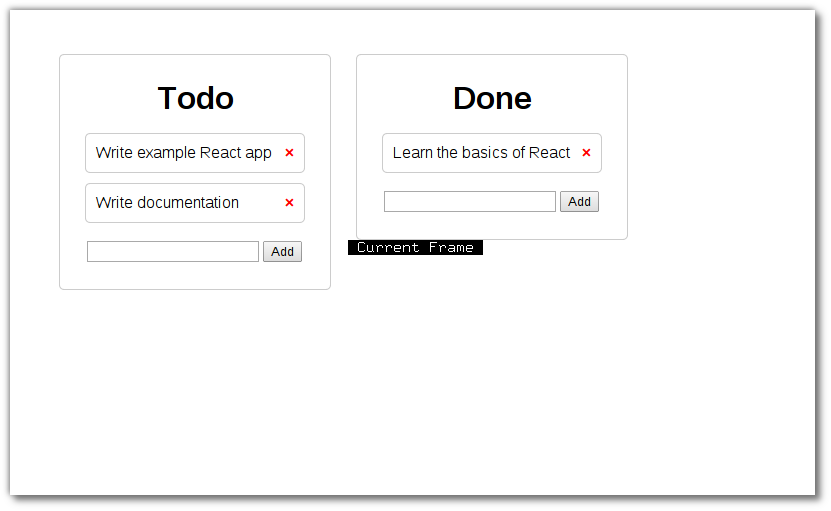 Todo
Write example React app ×
Write documentation ×
Add
Done
Learn the basics of React ×
Add
Current Frame